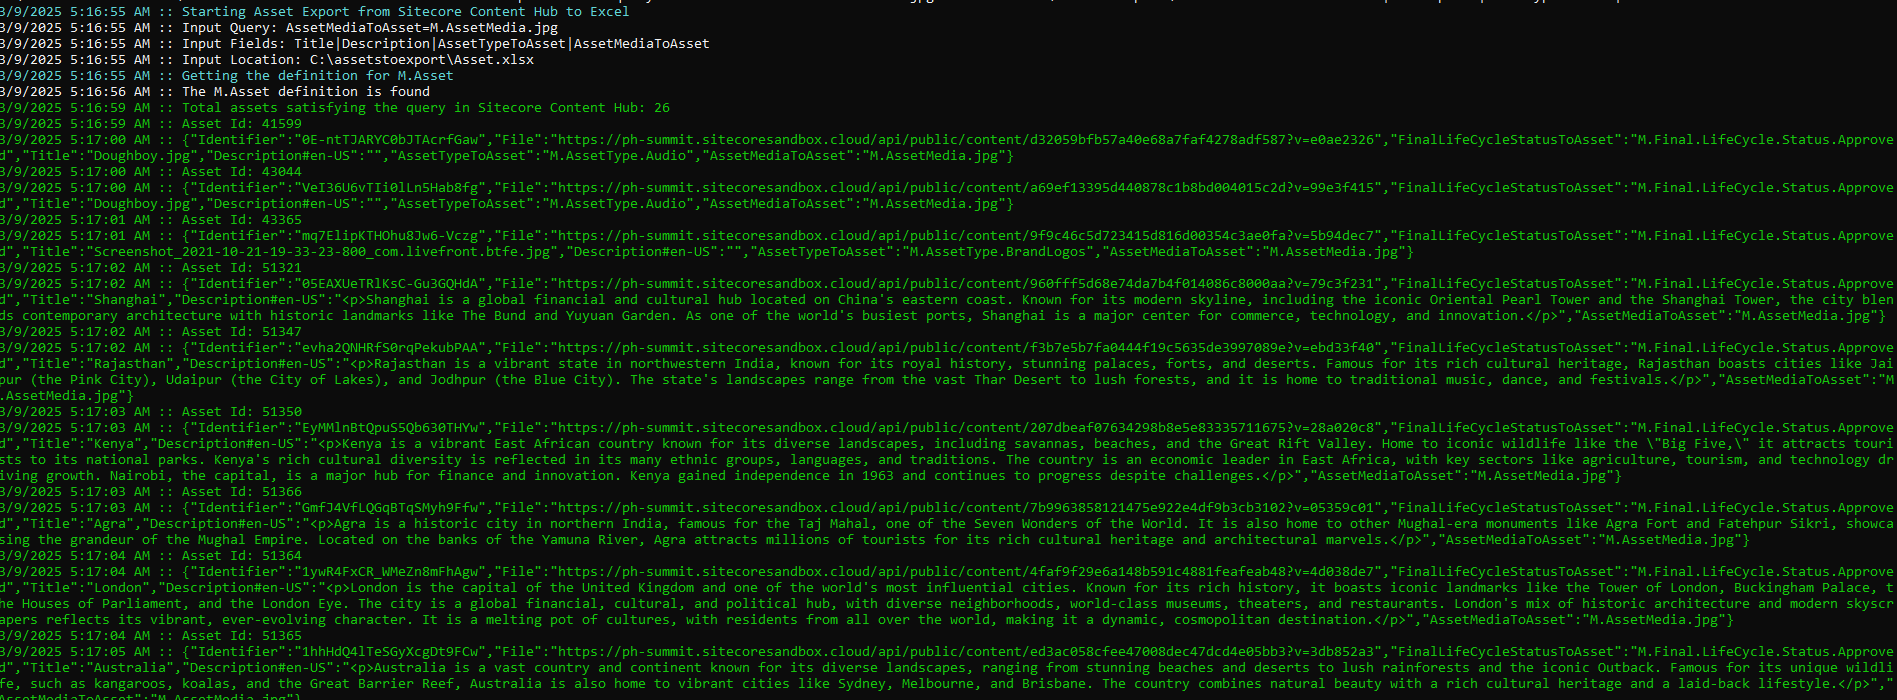 3/9/2025 5:16:55 AM :: Starting Asset Export from Sitecore Content Hub to Excel
3/9/2025 5:16:55 AM :: Input Query: AssetMediaToAsset=M.AssetMedia.jpg
3/9/2025 5:16:55 AM :: Input Fields: Title|Description|AssetTypeToAsset|AssetMediaToAsset
3/9/2025 5:16:55 AM :: Input Location: C:\assetstoexport\Asset.xlsx
3/9/2025 5:16:55 AM :: Getting the definition for M.Asset
3/9/2025 5:16:56 AM :: The M.Asset definition is found
3/9/2025 5:16:59 AM :: Total assets satisfying the query in Sitecore Content Hub: 26
3/9/2025 5:16:59 AM :: Asset Id: 41599
3/9/2025 5:17:00 AM :: {"Identifier":"0E-ntTJARYC0bJTAcrfGaw","File":"https://ph-summit.sitecoresandbox.cloud/api/public/content/d32059bfb57a40e68a7faf4278adf587?v=e0ae2326","FinalLifeCycleStatusToAsset":"M.Final.LifeCycle.Status.Approve
d","Title":"Doughboy.jpg","Description#en-US":"","AssetTypeToAsset":"M.AssetType.Audio","AssetMediaToAsset":"M.AssetMedia.jpg"}
3/9/2025 5:17:00 AM :: Asset Id: 43044
3/9/2025 5:17:00 AM :: {"Identifier":"VeI36U6vTIi0lLn5Hab8fg","File":"https://ph-summit.sitecoresandbox.cloud/api/public/content/a69ef13395d440878c1b8bd004015c2d?v=99e3f415","FinalLifeCycleStatusToAsset":"M.Final.LifeCycle.Status.Approve
d","Title":"Doughboy.jpg","Description#en-US":"","AssetTypeToAsset":"M.AssetType.Audio","AssetMediaToAsset":"M.AssetMedia.jpg"}
3/9/2025 5:17:01 AM :: Asset Id: 43365
3/9/2025 5:17:01 AM :: {"Identifier":"mq7ElipKTHOhu8Jw6-Vczg","File":"https://ph-summit.sitecoresandbox.cloud/api/public/content/9f9c46c5d723415d816d00354c3ae0fa?v=5b94dec7","FinalLifeCycleStatusToAsset":"M.Final.LifeCycle.Status.Approve
d","Title":"Screenshot_2021-10-21-19-33-23-800_com.livefront.btfe.jpg","Description#en-US":"","AssetTypeToAsset":"M.AssetType.BrandLogos","AssetMediaToAsset":"M.AssetMedia.jpg"}
3/9/2025 5:17:02 AM :: Asset Id: 51321
3/9/2025 5:17:02 AM :: {"Identifier":"05EAXUeTRlKsC-Gu3GQHdA","File":"https://ph-summit.sitecoresandbox.cloud/api/public/content/960fff5d68e74da7b4f014086c8000aa?v=79c3f231","FinalLifeCycleStatusToAsset":"M.Final.LifeCycle.Status.Approve
d","Title":"Shanghai","Description#en-US":"<p>Shanghai is a global financial and cultural hub located on China's eastern coast. Known for its modern skyline, including the iconic Oriental Pearl Tower and the Shanghai Tower, the city blen
ds contemporary architecture with historic landmarks like The Bund and Yuyuan Garden. As one of the world's busiest ports, Shanghai is a major center for commerce, technology, and innovation.</p>","AssetMediaToAsset":"M.AssetMedia.jpg"}
3/9/2025 5:17:02 AM :: Asset Id: 51347
3/9/2025 5:17:02 AM :: {"Identifier":"evha2QNHRfS0rqPekubPAA","File":"https://ph-summit.sitecoresandbox.cloud/api/public/content/f3b7e5b7fa0444f19c5635de3997089e?v=ebd33f40","FinalLifeCycleStatusToAsset":"M.Final.LifeCycle.Status.Approve
d","Title":"Rajasthan","Description#en-US":"<p>Rajasthan is a vibrant state in northwestern India, known for its royal history, stunning palaces, forts, and deserts. Famous for its rich cultural heritage, Rajasthan boasts cities like Jai
pur (the Pink City), Udaipur (the City of Lakes), and Jodhpur (the Blue City). The state's landscapes range from the vast Thar Desert to lush forests, and it is home to traditional music, dance, and festivals.</p>","AssetMediaToAsset":"M
.AssetMedia.jpg"}
3/9/2025 5:17:03 AM :: Asset Id: 51350
3/9/2025 5:17:03 AM :: {"Identifier":"EyMMlnBtQpuS5Qb630THYw","File":"https://ph-summit.sitecoresandbox.cloud/api/public/content/207dbeaf07634298b8e5e83335711675?v=28a020c8","FinalLifeCycleStatusToAsset":"M.Final.LifeCycle.Status.Approve
d","Title":"Kenya","Description#en-US":"<p>Kenya is a vibrant East African country known for its diverse landscapes, including savannas, beaches, and the Great Rift Valley. Home to iconic wildlife like the \"Big Five,\" it attracts touri
sts to its national parks. Kenya's rich cultural diversity is reflected in its many ethnic groups, languages, and traditions. The country is an economic leader in East Africa, with key sectors like agriculture, tourism, and technology dr
iving growth. Nairobi, the capital, is a major hub for finance and innovation. Kenya gained independence in 1963 and continues to progress despite challenges.</p>","AssetMediaToAsset":"M.AssetMedia.jpg"}
3/9/2025 5:17:03 AM :: Asset Id: 51366
3/9/2025 5:17:03 AM :: {"Identifier":"GmfJ4VfLQGqBTqSMyh9Ffw","File":"https://ph-summit.sitecoresandbox.cloud/api/public/content/7b9963858121475e922e4df9b3cb3102?v=05359c01","FinalLifeCycleStatusToAsset":"M.Final.LifeCycle.Status.Approve
d","Title":"Agra","Description#en-US":"<p>Agra is a historic city in northern India, famous for the Taj Mahal, one of the Seven Wonders of the World. It is also home to other Mughal-era monuments like Agra Fort and Fatehpur Sikri, showca
sing the grandeur of the Mughal Empire. Located on the banks of the Yamuna River, Agra attracts millions of tourists for its rich cultural heritage and architectural marvels.</p>","AssetMediaToAsset":"M.AssetMedia.jpg"}
3/9/2025 5:17:04 AM :: Asset Id: 51364
3/9/2025 5:17:04 AM :: {"Identifier":"1ywR4FxCR_WMeZn8mFhAgw","File":"https://ph-summit.sitecoresandbox.cloud/api/public/content/4faf9f29e6a148b591c4881feafeab48?v=4d038de7","FinalLifeCycleStatusToAsset":"M.Final.LifeCycle.Status.Approve
d","Title":"London","Description#en-US":"<p>London is the capital of the United Kingdom and one of the world's most influential cities. Known for its rich history, it boasts iconic landmarks like the Tower of London, Buckingham Palace, t
he Houses of Parliament, and the London Eye. The city is a global financial, cultural, and political hub, with diverse neighborhoods, world-class museums, theaters, and restaurants. London's mix of historic architecture and modern skyscr
apers reflects its vibrant, ever-evolving character. It is a melting pot of cultures, with residents from all over the world, making it a dynamic, cosmopolitan destination.</p>","AssetMediaToAsset":"M.AssetMedia.jpg"}
3/9/2025 5:17:04 AM :: Asset Id: 51365
3/9/2025 5:17:05 AM :: {"Identifier":"1hhHdQ4lTeSGyXcgDt9FCw","File":"https://ph-summit.sitecoresandbox.cloud/api/public/content/ed3ac058cfee47008dec47dcd4e05bb3?v=3db852a3","FinalLifeCycleStatusToAsset":"M.Final.LifeCycle.Status.Approve
d","Title":"Australia","Description#en-US":"<p>Australia is a vast country and continent known for its diverse landscapes, ranging from stunning beaches and deserts to lush rainforests and the iconic Outback. Famous for its unique wildli
fe, such as kangaroos, koalas, and the Great Barrier Reef, Australia is also home to vibrant cities like Sydney, Melbourne, and Brisbane. The country combines natural beauty with a rich cultural heritage and a laid-back lifestyle.</p>","
AssetMediaToAsset":"M.AssetMedia.jpg"}